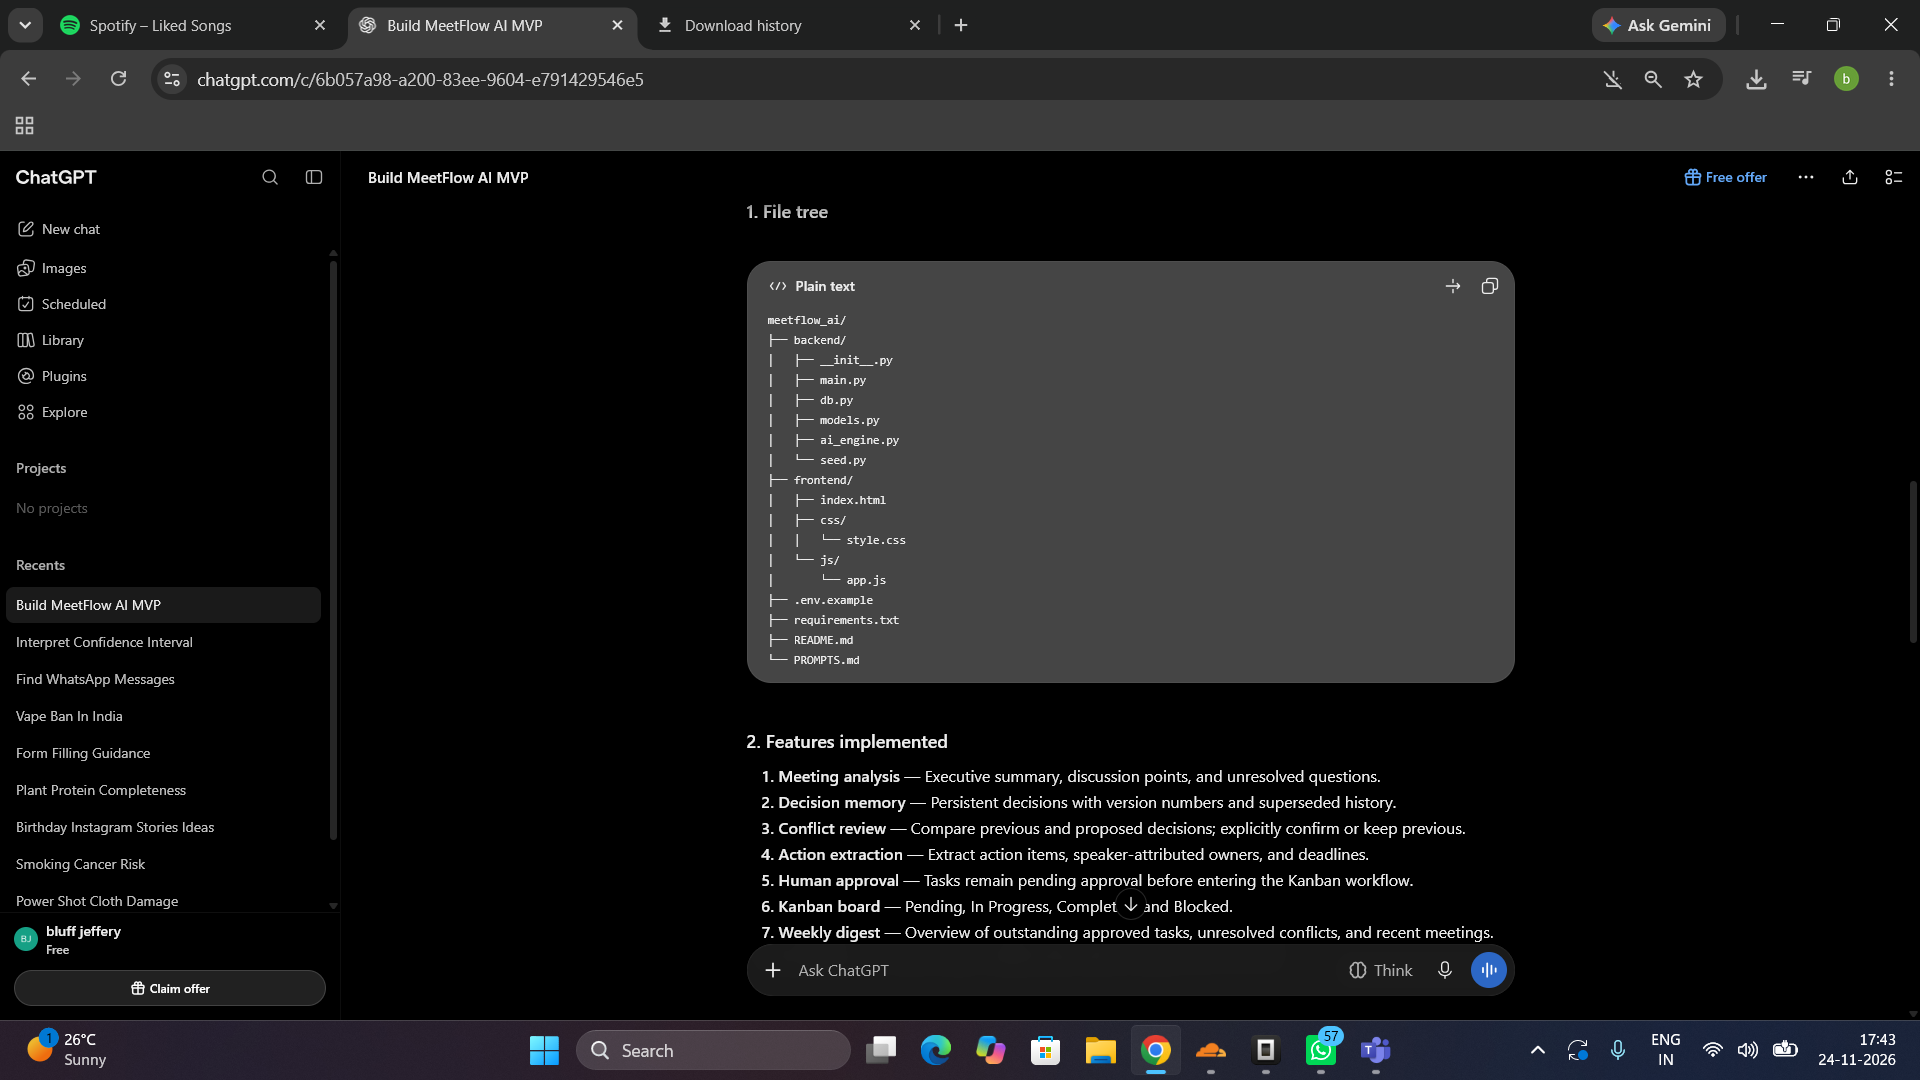 Spotify – Liked Songs
Build MeetFlow AI MVP
Download history
Ask Gemini
chatgpt.com/c/6b057a98-a200-83ee-9604-e791429546e5
b
ChatGPT
New chat
Images
Scheduled
Library
Plugins
Explore
Projects
No projects
Recents
Build MeetFlow AI MVP
Interpret Confidence Interval
Find WhatsApp Messages
Vape Ban In India
Form Filling Guidance
Plant Protein Completeness
Birthday Instagram Stories Ideas
Smoking Cancer Risk
Power Shot Cloth Damage
BJ
bluff jeffery
Free
Claim offer
Build MeetFlow AI MVP
Free offer
1. File tree
Plain text
meetflow_ai/
├── backend/
│   ├── __init__.py
│   ├── main.py
│   ├── db.py
│   ├── models.py
│   ├── ai_engine.py
│   └── seed.py
├── frontend/
│   ├── index.html
│   ├── css/
│   │   └── style.css
│   └── js/
│       └── app.js
├── .env.example
├── requirements.txt
├── README.md
└── PROMPTS.md
2. Features implemented
1. Meeting analysis — Executive summary, discussion points, and unresolved questions.
2. Decision memory — Persistent decisions with version numbers and superseded history.
3. Conflict review — Compare previous and proposed decisions; explicitly confirm or keep previous.
4. Action extraction — Extract action items, speaker-attributed owners, and deadlines.
5. Human approval — Tasks remain pending approval before entering the Kanban workflow.
6. Kanban board — Pending, In Progress, Complet and Blocked.
7. Weekly digest — Overview of outstanding approved tasks, unresolved conflicts, and recent meetings.
Ask ChatGPT
Think
1
26°C
Sunny
Search
57
ENG
IN
17:43
24-11-2026